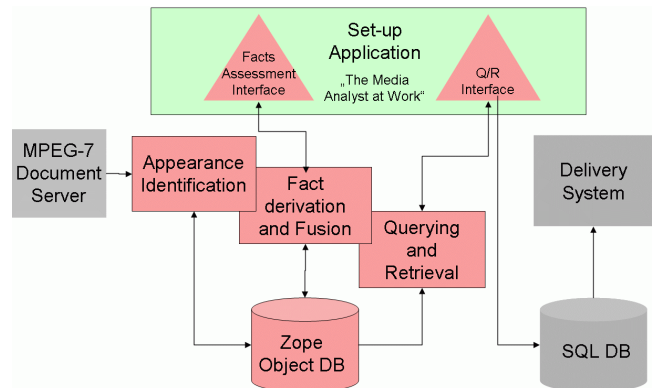 Set-up
Application
„The Media
Analyst at Work“
Facts
Assessment
Interface
Q/R
Interface
MPEG-7
Document
Server
Appearance
Identification
Fact
derivation
and Fusion
Querying
and
Retrieval
Delivery
System
Zope
Object DB
SQL DB